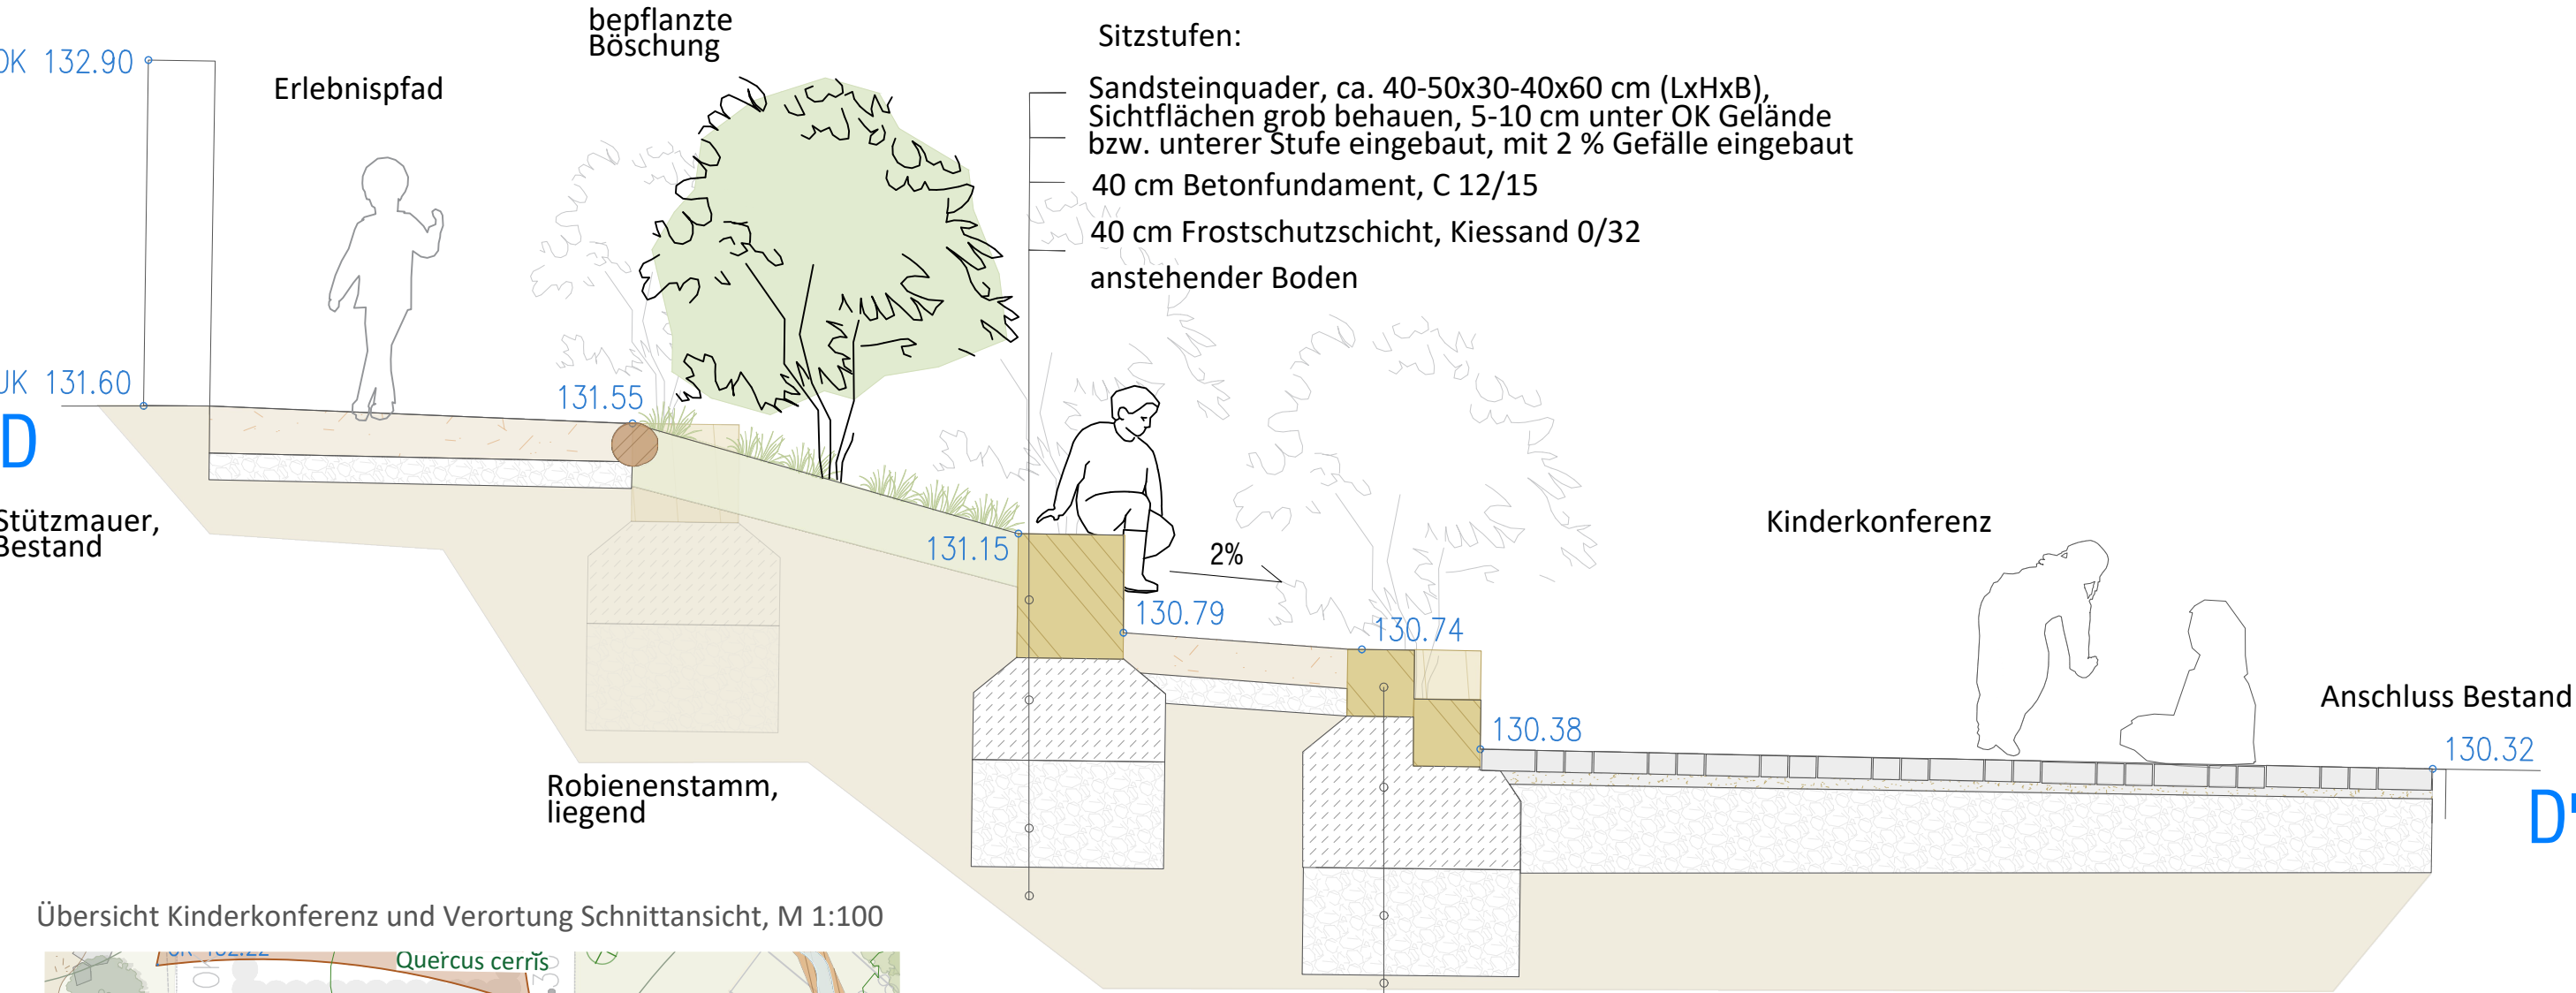 bepflanzte
Böschung
Sitzstufen:
OK 132.90
Erlebnispfad
Sandsteinquader, ca. 40-50x30-40x60 cm (LxHxB),
Sichtflächen grob behauen, 5-10 cm unter OK Gelände
bzw. unterer Stufe eingebaut, mit 2 % Gefälle eingebaut
40 cm Betonfundament, C 12/15
40 cm Frostschutzschicht, Kiessand 0/32
anstehender Boden
UK 131.60
131.55
D
Stützmauer,
Bestand
131.15
2%
Kinderkonferenz
130.79
130.74
Anschluss Bestand
130.38
130.32
Robienenstamm,
liegend
D'
Übersicht Kinderkonferenz und Verortung Schnittansicht, M 1:100
Quercus cerris